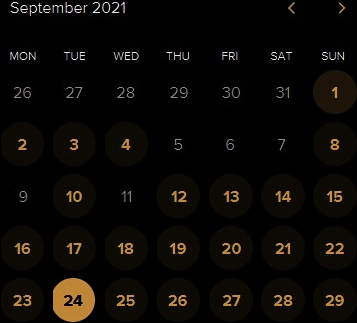 September 2021
MON TUE WED THU FRI SAT SUN
26 27 28 29 30 31 1
2 3 4 5 6 7 8
9 10 11 12 13 14 15
16 17 18 19 20 21 22
23 24 25 26 27 28 29